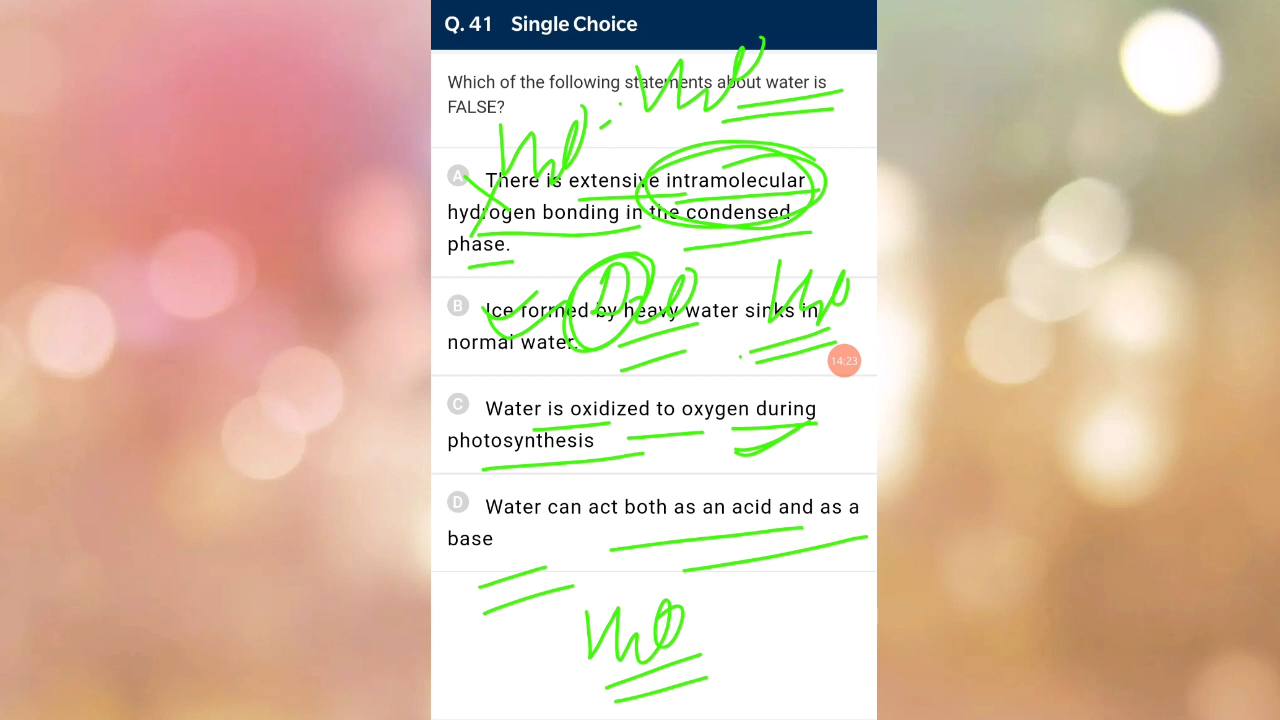 Q. 41 Single Choice
Which of the following statements about water is
FALSE?
A There is extensive intramolecular
hydrogen bonding in the condensed
phase.
B Ice formed by heavy water sinks in
normal water.
14:23
C Water is oxidized to oxygen during
photosynthesis
D Water can act both as an acid and as a
base